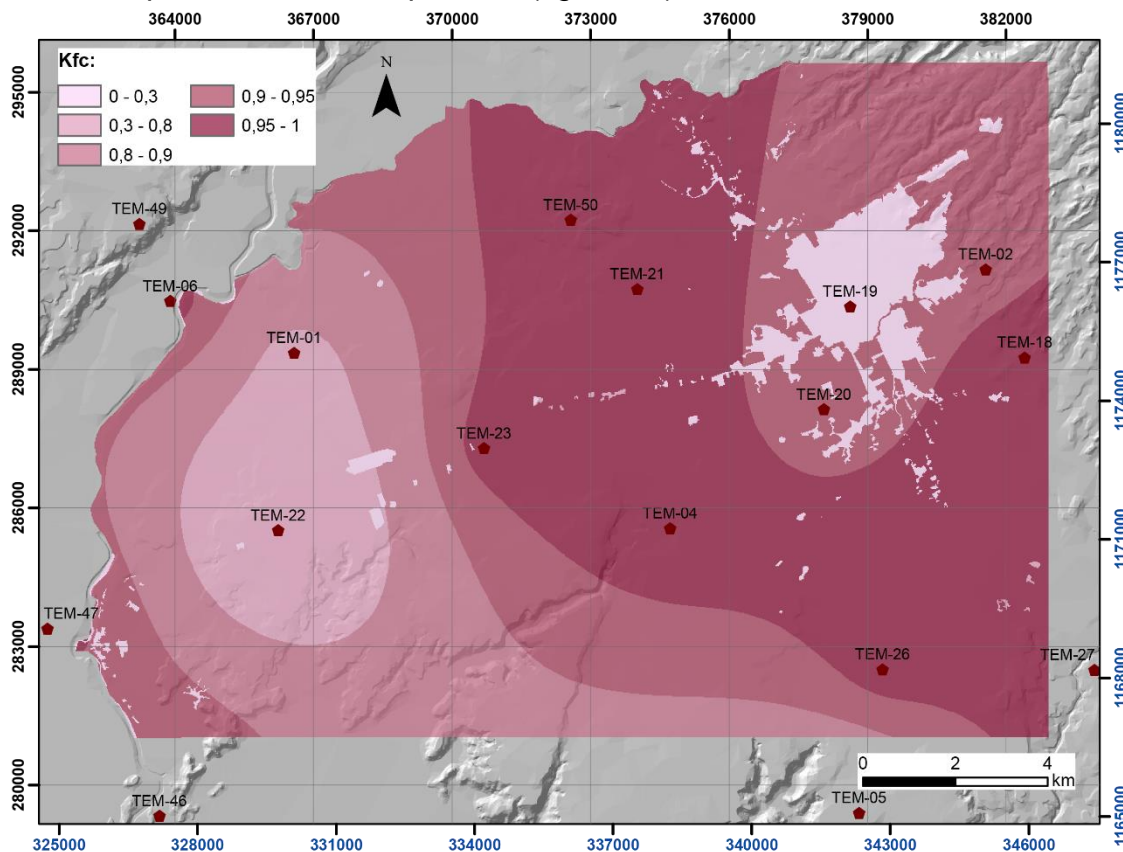 364000 367000 370000 373000 376000 379000 382000
Kfc:
N
0 - 0,3 0,9 - 0,95
0,3 - 0,8 0,95 - 1
0,8 - 0,9
295000
1180000
TEM-49 TEM-50
292000
TEM-02
1177000
TEM-06 TEM-21
TEM-19
TEM-01 TEM-18
289000
TEM-20
1174000
TEM-23
286000
TEM-22 TEM-04
1171000
TEM-47
283000
TEM-26 TEM-27
1168000
0 2 4
km
280000
TEM-46 TEM-05
1165000
325000 328000 331000 334000 337000 340000 343000 346000